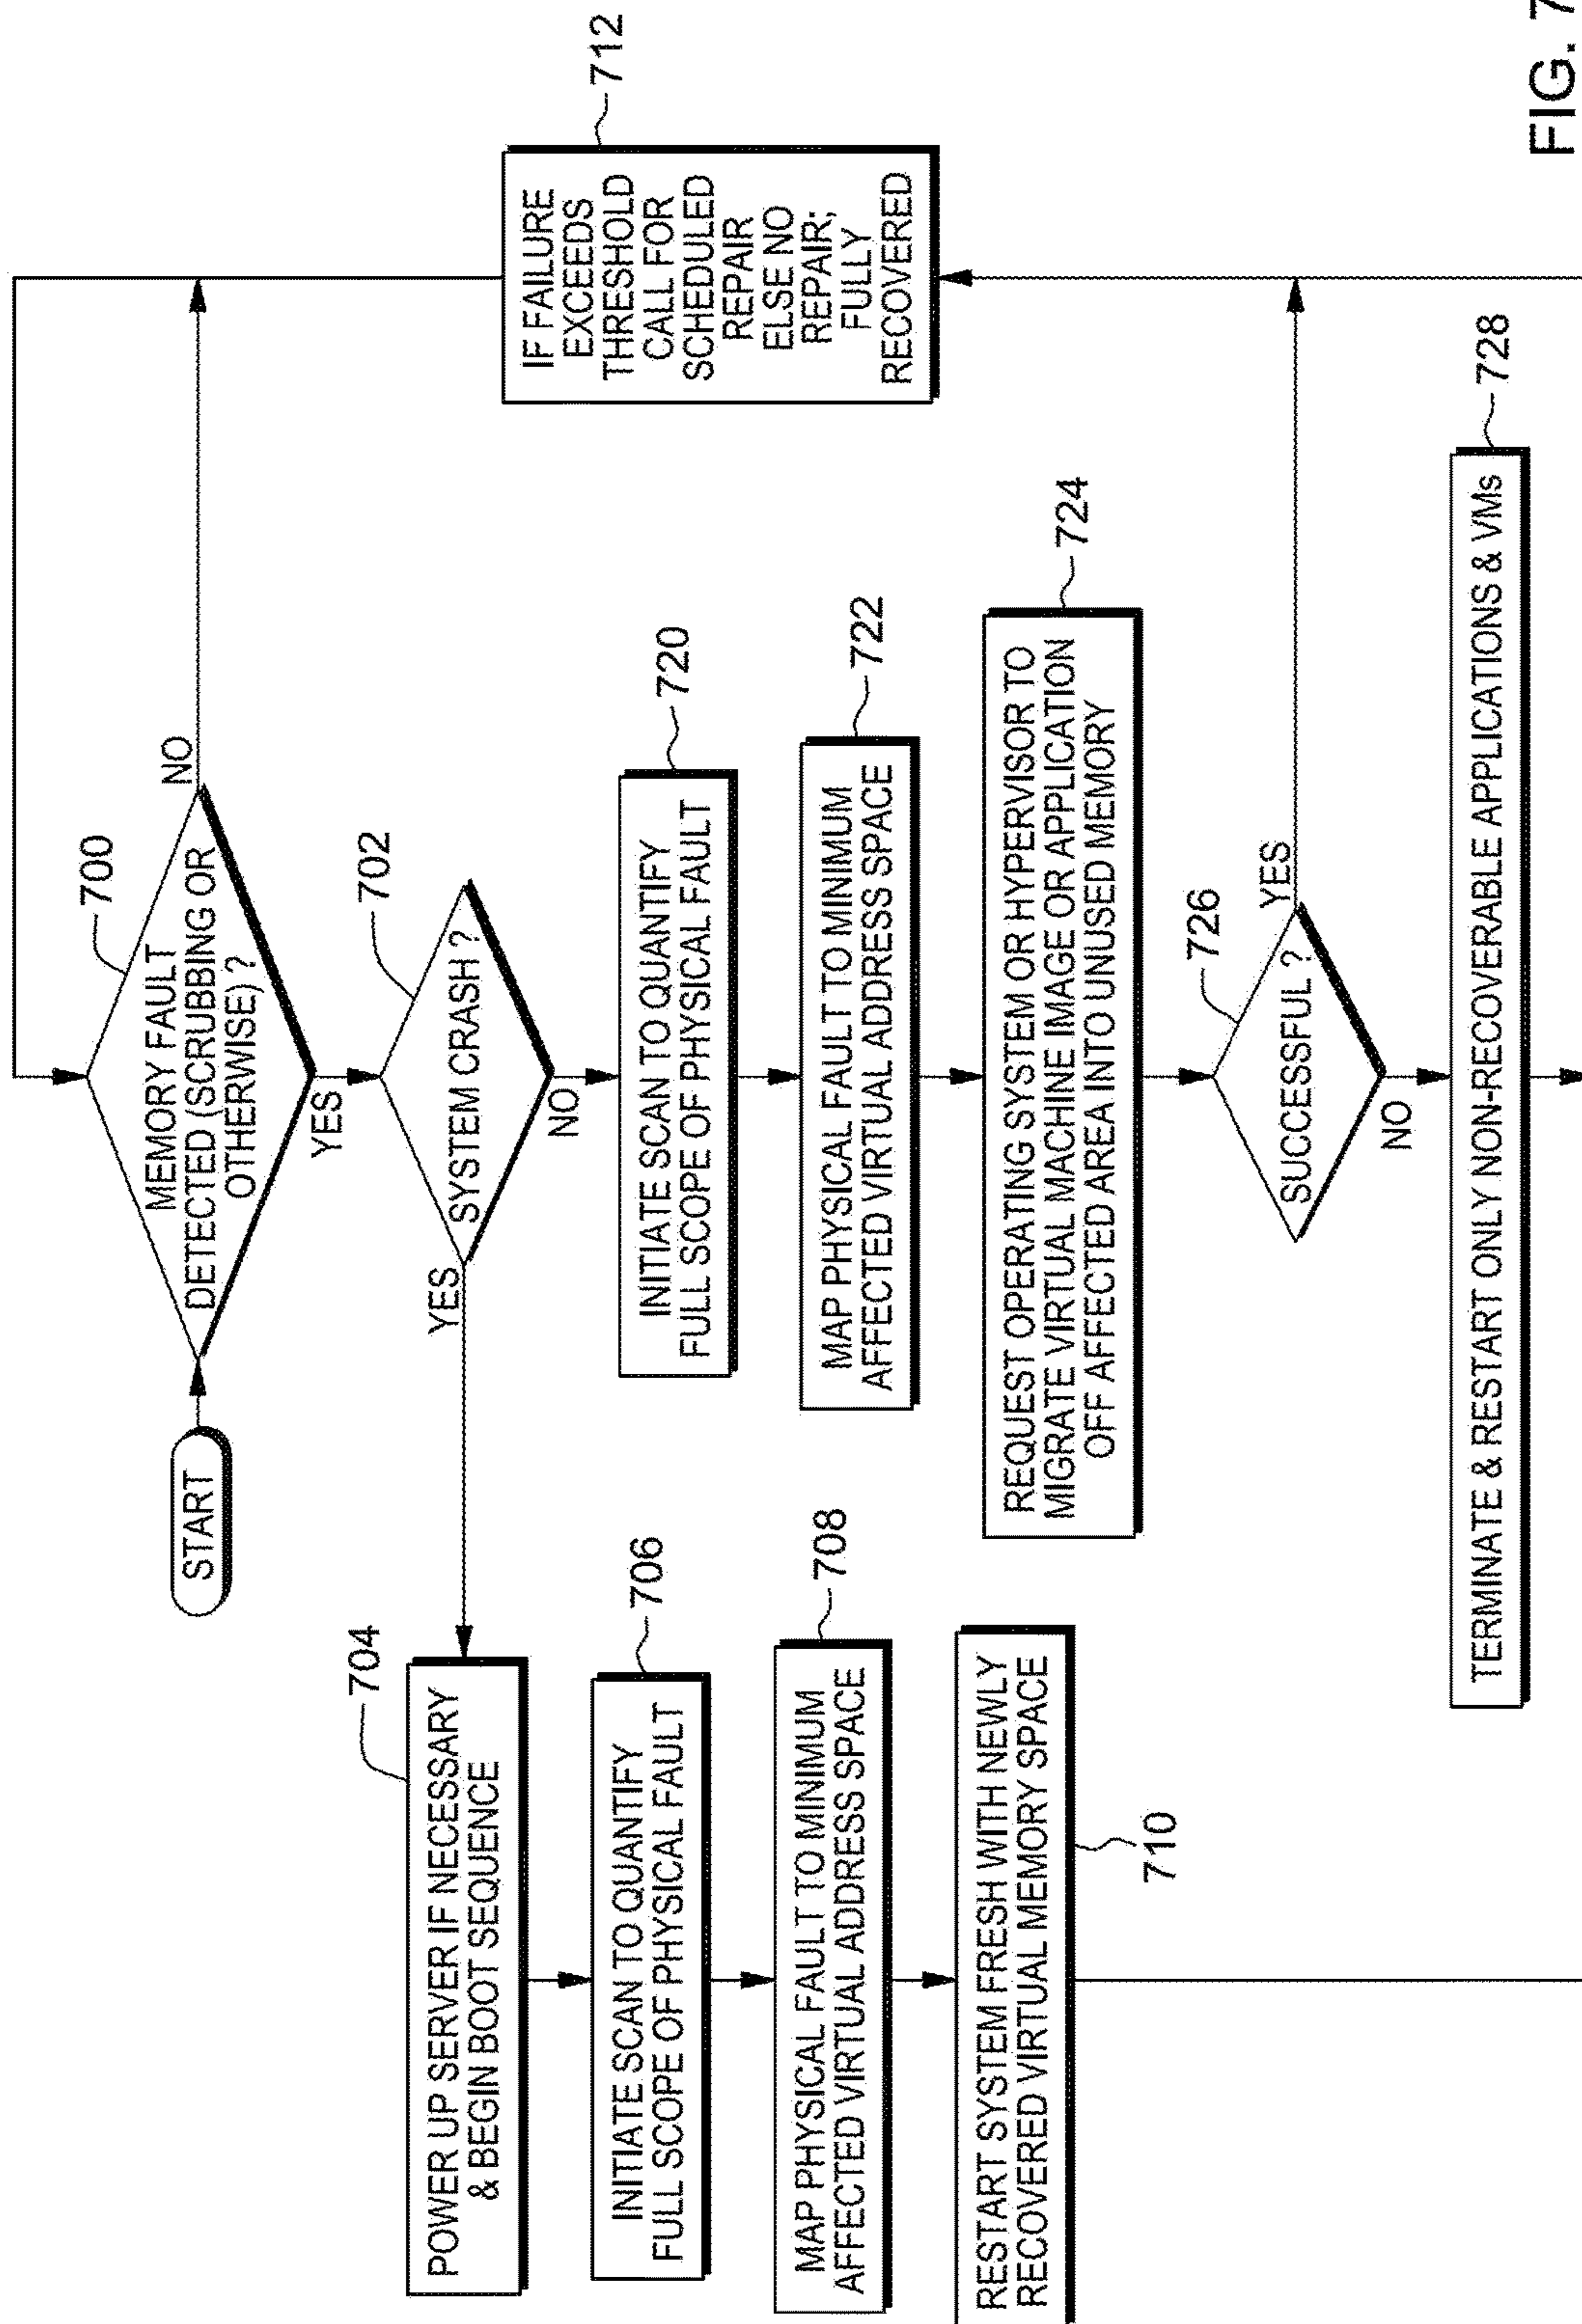 START
MEMORY FAULT
DETECTED (SCRUBBING OR
OTHERWISE) ?
700
NO
YES
SYSTEM CRASH ?
702
YES
NO
POWER UP SERVER IF NECESSARY
& BEGIN BOOT SEQUENCE
704
INITIATE SCAN TO QUANTIFY
FULL SCOPE OF PHYSICAL FAULT
706
MAP PHYSICAL FAULT TO MINIMUM
AFFECTED VIRTUAL ADDRESS SPACE
708
RESTART SYSTEM FRESH WITH NEWLY
RECOVERED VIRTUAL MEMORY SPACE
710
INITIATE SCAN TO QUANTIFY
FULL SCOPE OF PHYSICAL FAULT
720
MAP PHYSICAL FAULT TO MINIMUM
AFFECTED VIRTUAL ADDRESS SPACE
722
REQUEST OPERATING SYSTEM OR HYPERVISOR TO
MIGRATE VIRTUAL MACHINE IMAGE OR APPLICATION
OFF AFFECTED AREA INTO UNUSED MEMORY
724
SUCCESSFUL ?
726
YES
NO
TERMINATE & RESTART ONLY NON-RECOVERABLE APPLICATIONS & VMs
728
IF FAILURE
EXCEEDS
THRESHOLD
CALL FOR
SCHEDULED
REPAIR
ELSE NO
REPAIR;
FULLY
RECOVERED
712
FIG. 7